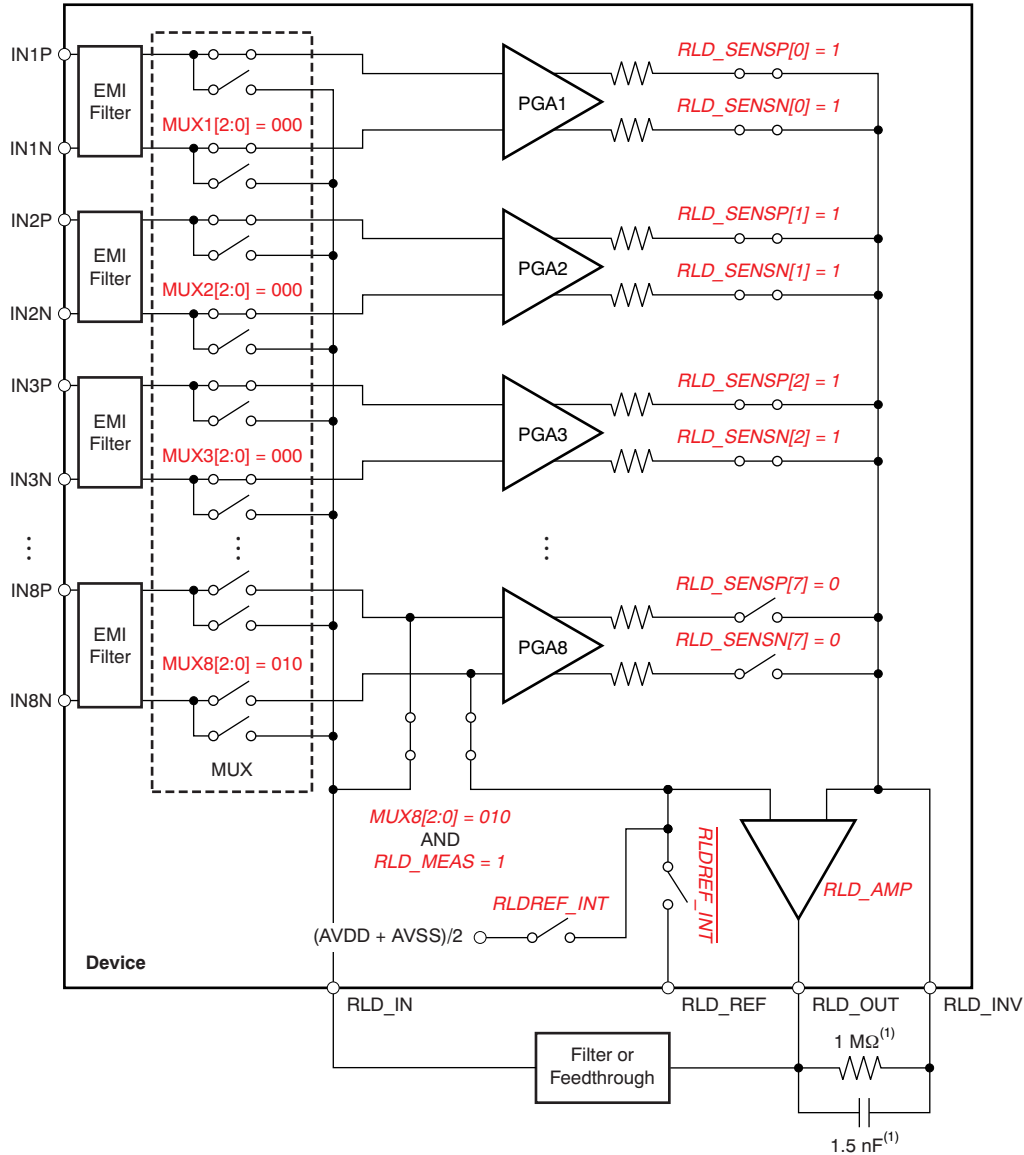 IN1P
EMI
Filter
IN1N
MUX1[2:0] = 000
PGA1
RLD_SENSP[0] = 1
RLD_SENSN[0] = 1
IN2P
EMI
Filter
IN2N
MUX2[2:0] = 000
PGA2
RLD_SENSP[1] = 1
RLD_SENSN[1] = 1
IN3P
EMI
Filter
IN3N
MUX3[2:0] = 000
PGA3
RLD_SENSP[2] = 1
RLD_SENSN[2] = 1
IN8P
EMI
Filter
IN8N
MUX8[2:0] = 010
PGA8
RLD_SENSP[7] = 0
RLD_SENSN[7] = 0
MUX
MUX8[2:0] = 010
AND
RLD_MEAS = 1
RLDREF_INT
RLD_AMP
RLDREF_INT
(AVDD + AVSS)/2
Device
RLD_IN
RLD_REF
RLD_OUT
RLD_INV
Filter or
Feedthrough
1 MΩ(1)
1.5 nF(1)